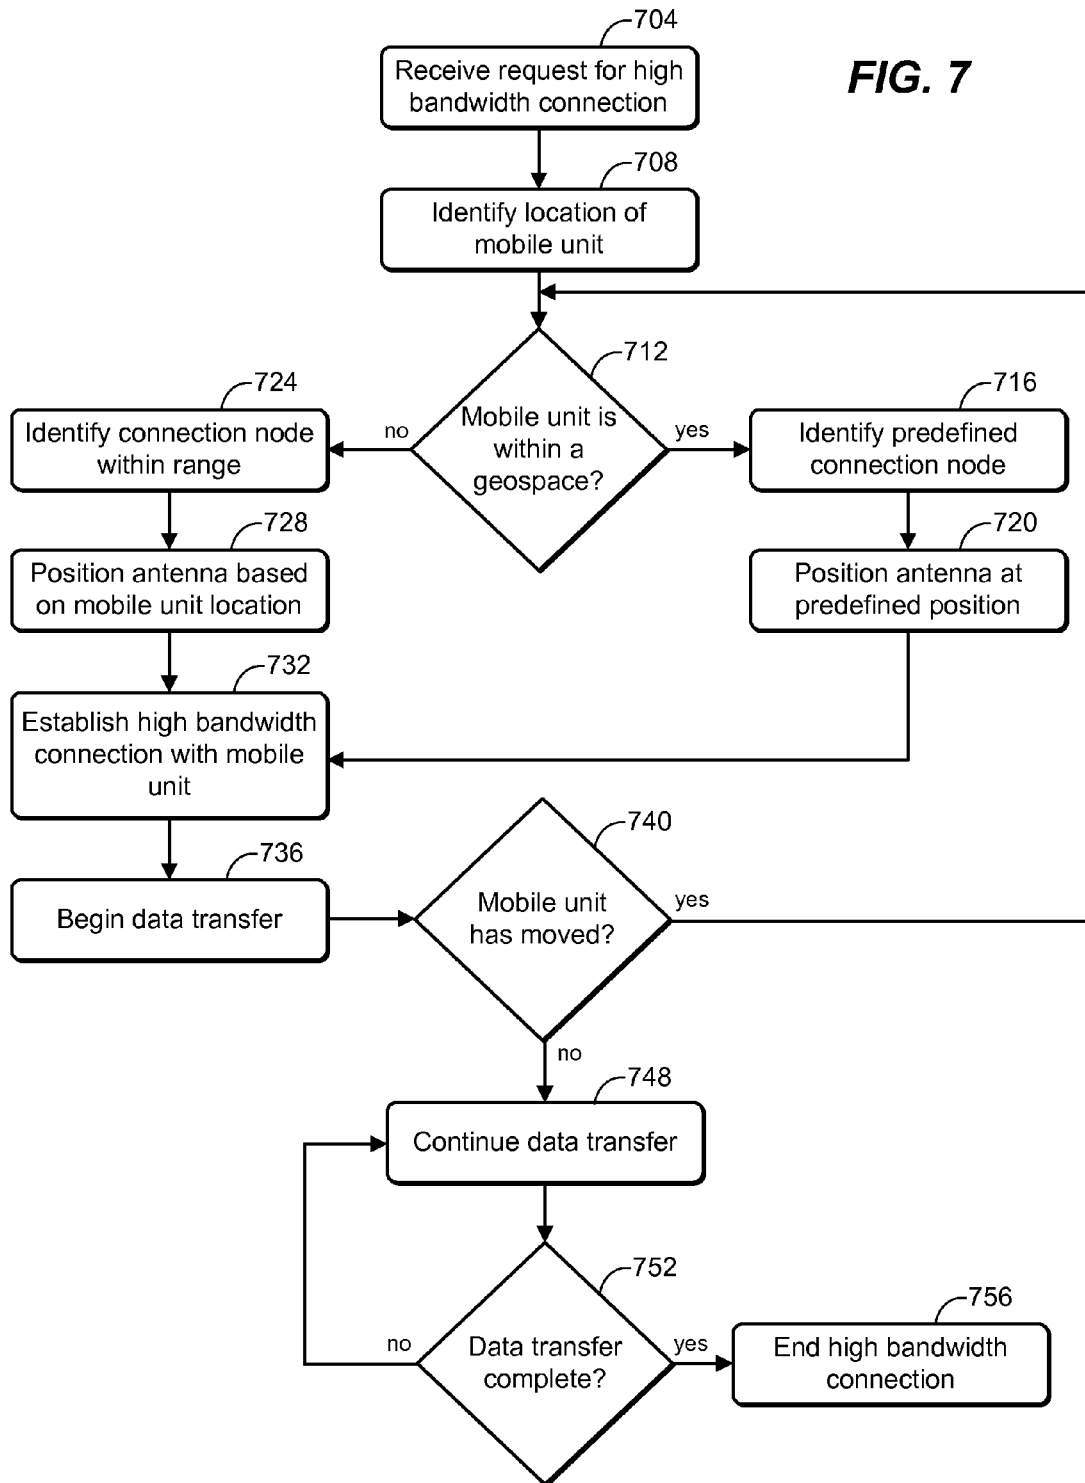 FIG. 7
704
Receive request for high
bandwidth connection
708
Identify location of
mobile unit
712
Mobile unit is
within a
geospace?
no
yes
724
Identify connection node
within range
716
Identify predefined
connection node
728
Position antenna based
on mobile unit location
720
Position antenna at
predefined position
732
Establish high bandwidth
connection with mobile
unit
736
Begin data transfer
740
Mobile unit
has moved?
yes
no
748
Continue data transfer
752
Data transfer
complete?
no
yes
756
End high bandwidth
connection